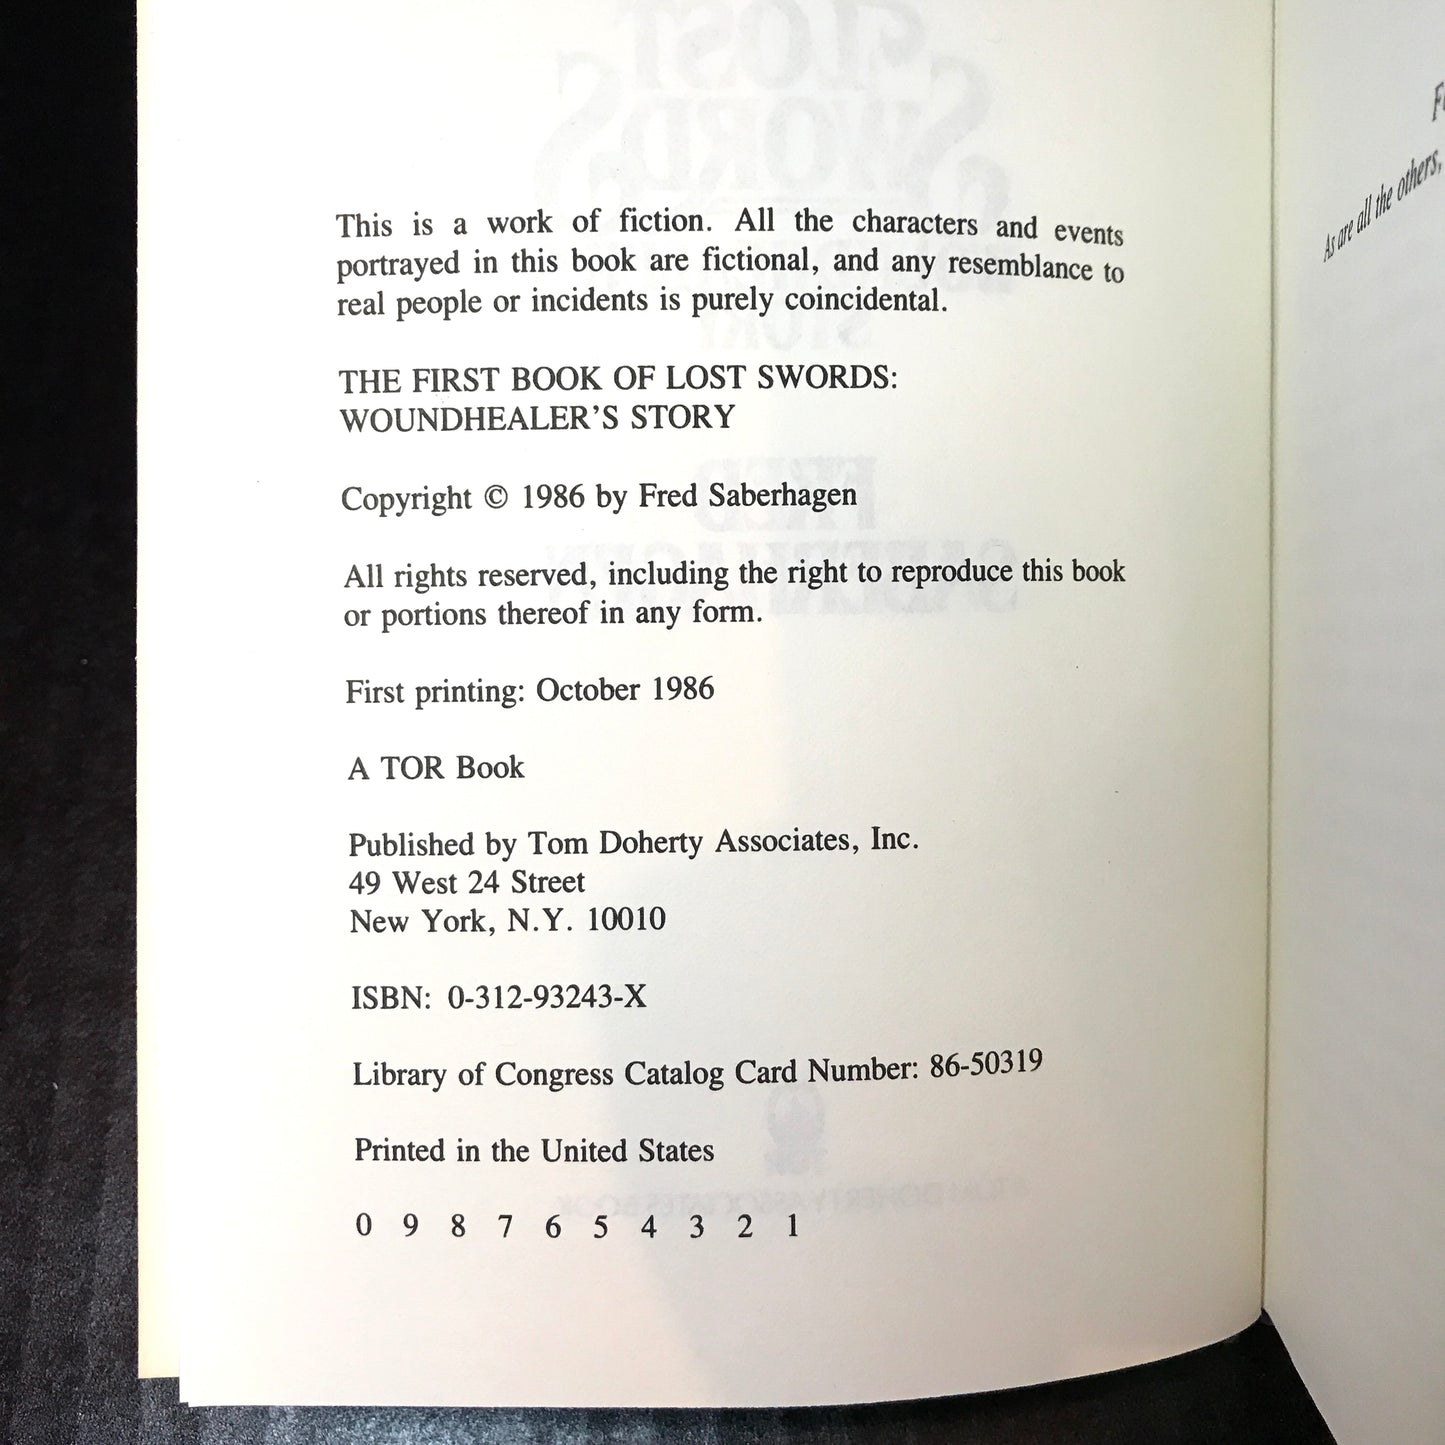 This is a work of fiction. All the characters and events
portrayed in this book are fictional, and any resemblance to
real people or incidents is purely coincidental.
THE FIRST BOOK OF LOST SWORDS:
WOUNDHEALER'S STORY
Copyright © 1986 by Fred Saberhagen
All rights reserved, including the right to reproduce this book
or portions thereof in any form.
First printing: October 1986
A TOR Book
Published by Tom Doherty Associates, Inc.
49 West 24 Street
New York, N.Y. 10010
ISBN: 0-312-93243-X
Library of Congress Catalog Card Number: 86-50319
Printed in the United States
0 9 8 7 6 5 4 3 2 1
As are all the others,